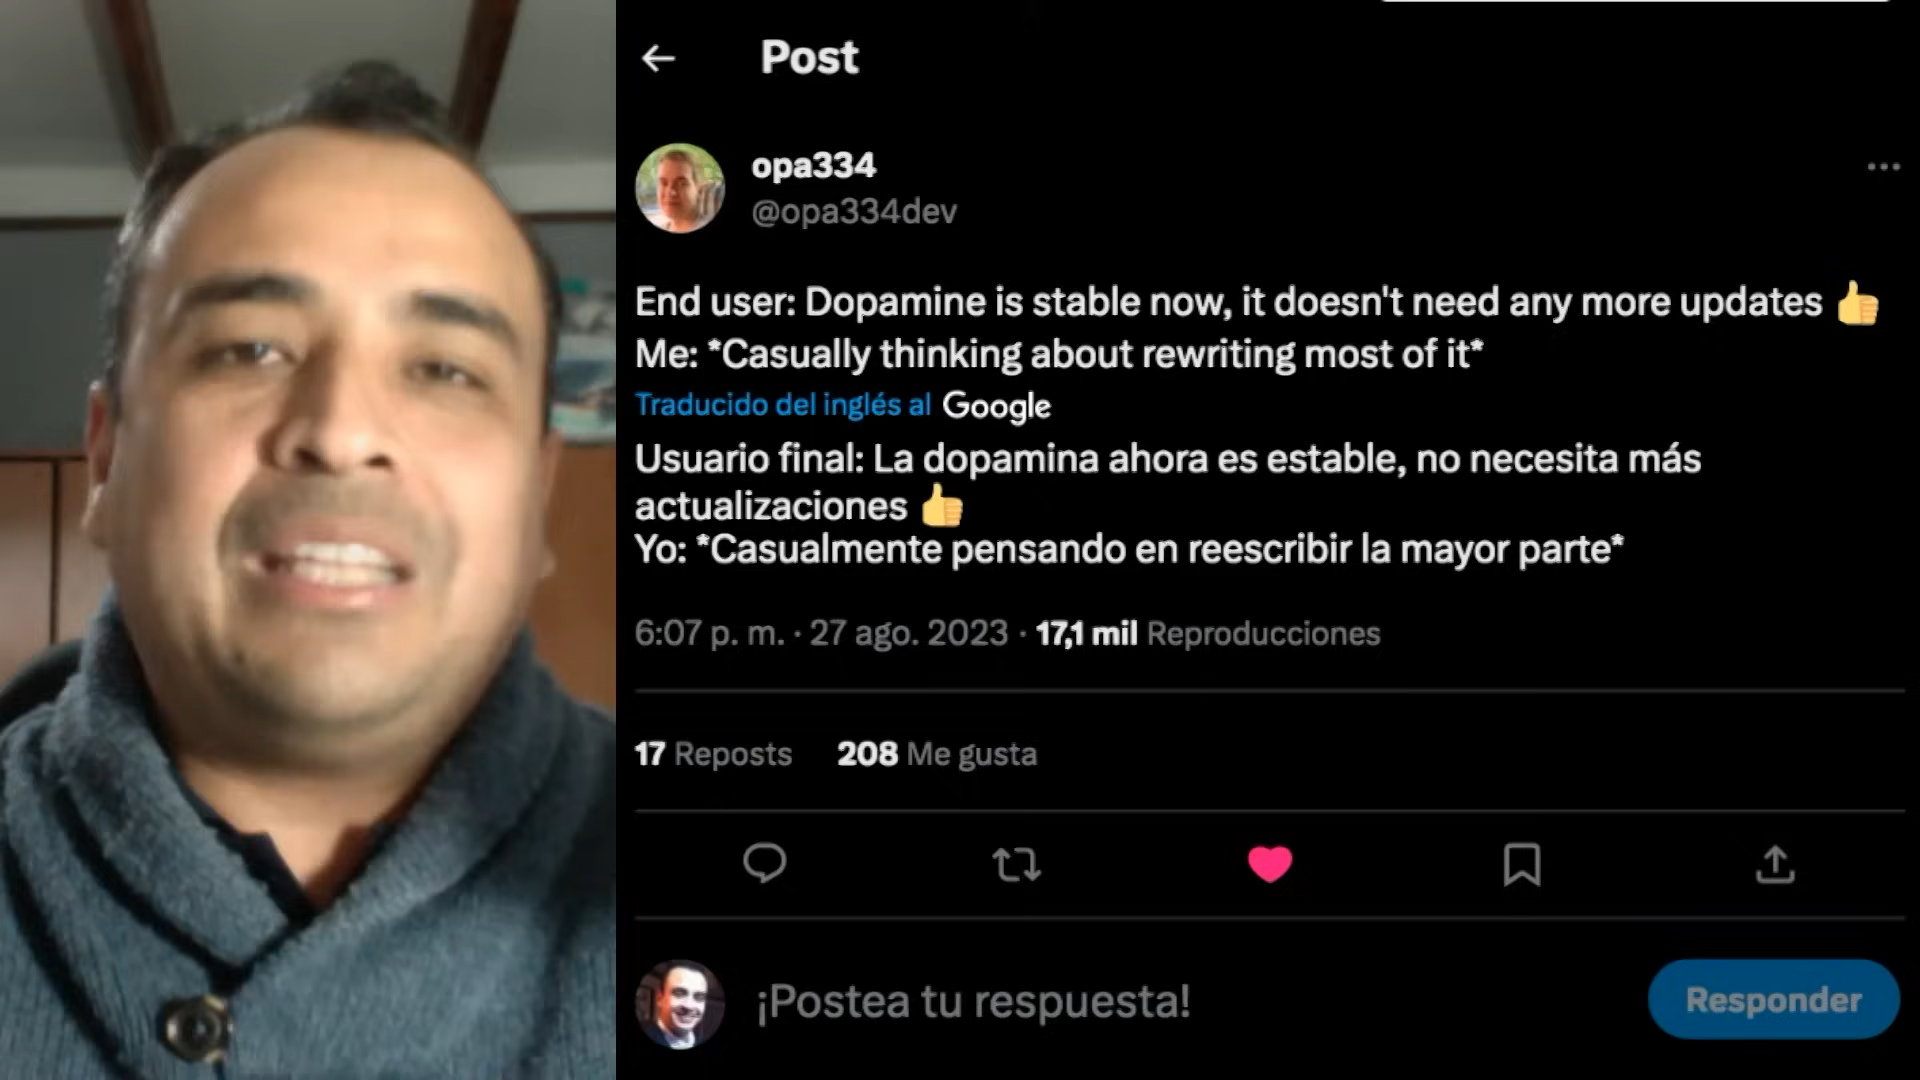 Post
opa334
@opa334dev
End user: Dopamine is stable now, it doesn't need any more updates 👍
Me: *Casually thinking about rewriting most of it*
Traducido del inglés al Google
Usuario final: La dopamina ahora es estable, no necesita más
actualizaciones 👍
Yo: *Casualmente pensando en reescribir la mayor parte*
6:07 p. m. · 27 ago. 2023 · 17,1 mil Reproducciones
17 Reposts 208 Me gusta
¡Postea tu respuesta!
Responder